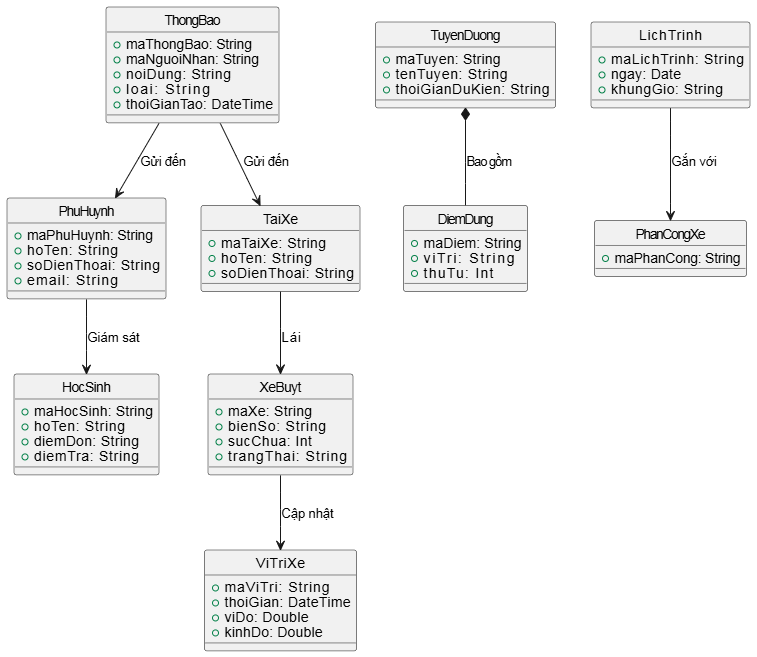 ThongBao
maThongBao: String
maNguoiNhan: String
noiDung: String
loai: String
thoiGianTao: DateTime
TuyenDuong
maTuyen: String
tenTuyen: String
thoiGianDuKien: String
LichTrinh
maLichTrinh: String
ngay: Date
khungGio: String
Gửi đến
Gửi đến
Bao gồm
Gắn với
PhuHuynh
maPhuHuynh: String
hoTen: String
soDienThoai: String
email: String
TaiXe
maTaiXe: String
hoTen: String
soDienThoai: String
DiemDung
maDiem: String
viTri: String
thuTu: Int
PhanCongXe
maPhanCong: String
Giám sát
Lái
HocSinh
maHocSinh: String
hoTen: String
diemDon: String
diemTra: String
XeBuyt
maXe: String
bienSo: String
sucChua: Int
trangThai: String
Cập nhật
ViTriXe
maViTri: String
thoiGian: DateTime
viDo: Double
kinhDo: Double